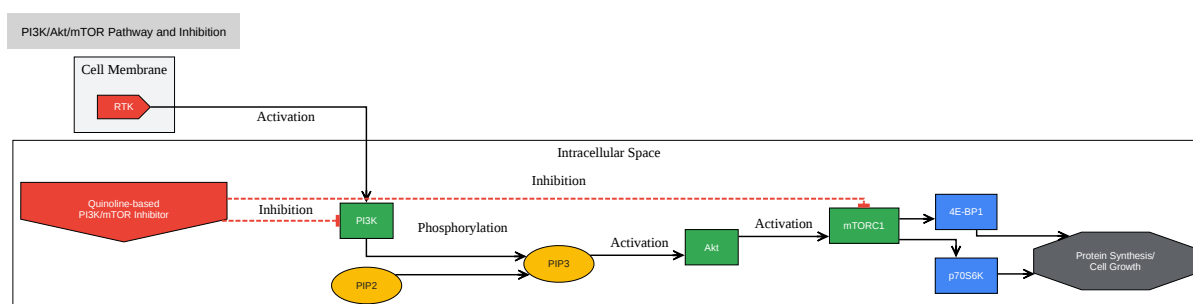 PI3K/Akt/mTOR Pathway and Inhibition
Cell Membrane
RTK
Activation
Intracellular Space
Inhibition
Quinoline-based
PI3K/mTOR Inhibitor
Inhibition
PI3K
Phosphorylation
PIP2
PIP3
Activation
Akt
Activation
mTORC1
4E-BP1
p70S6K
Protein Synthesis/
Cell Growth